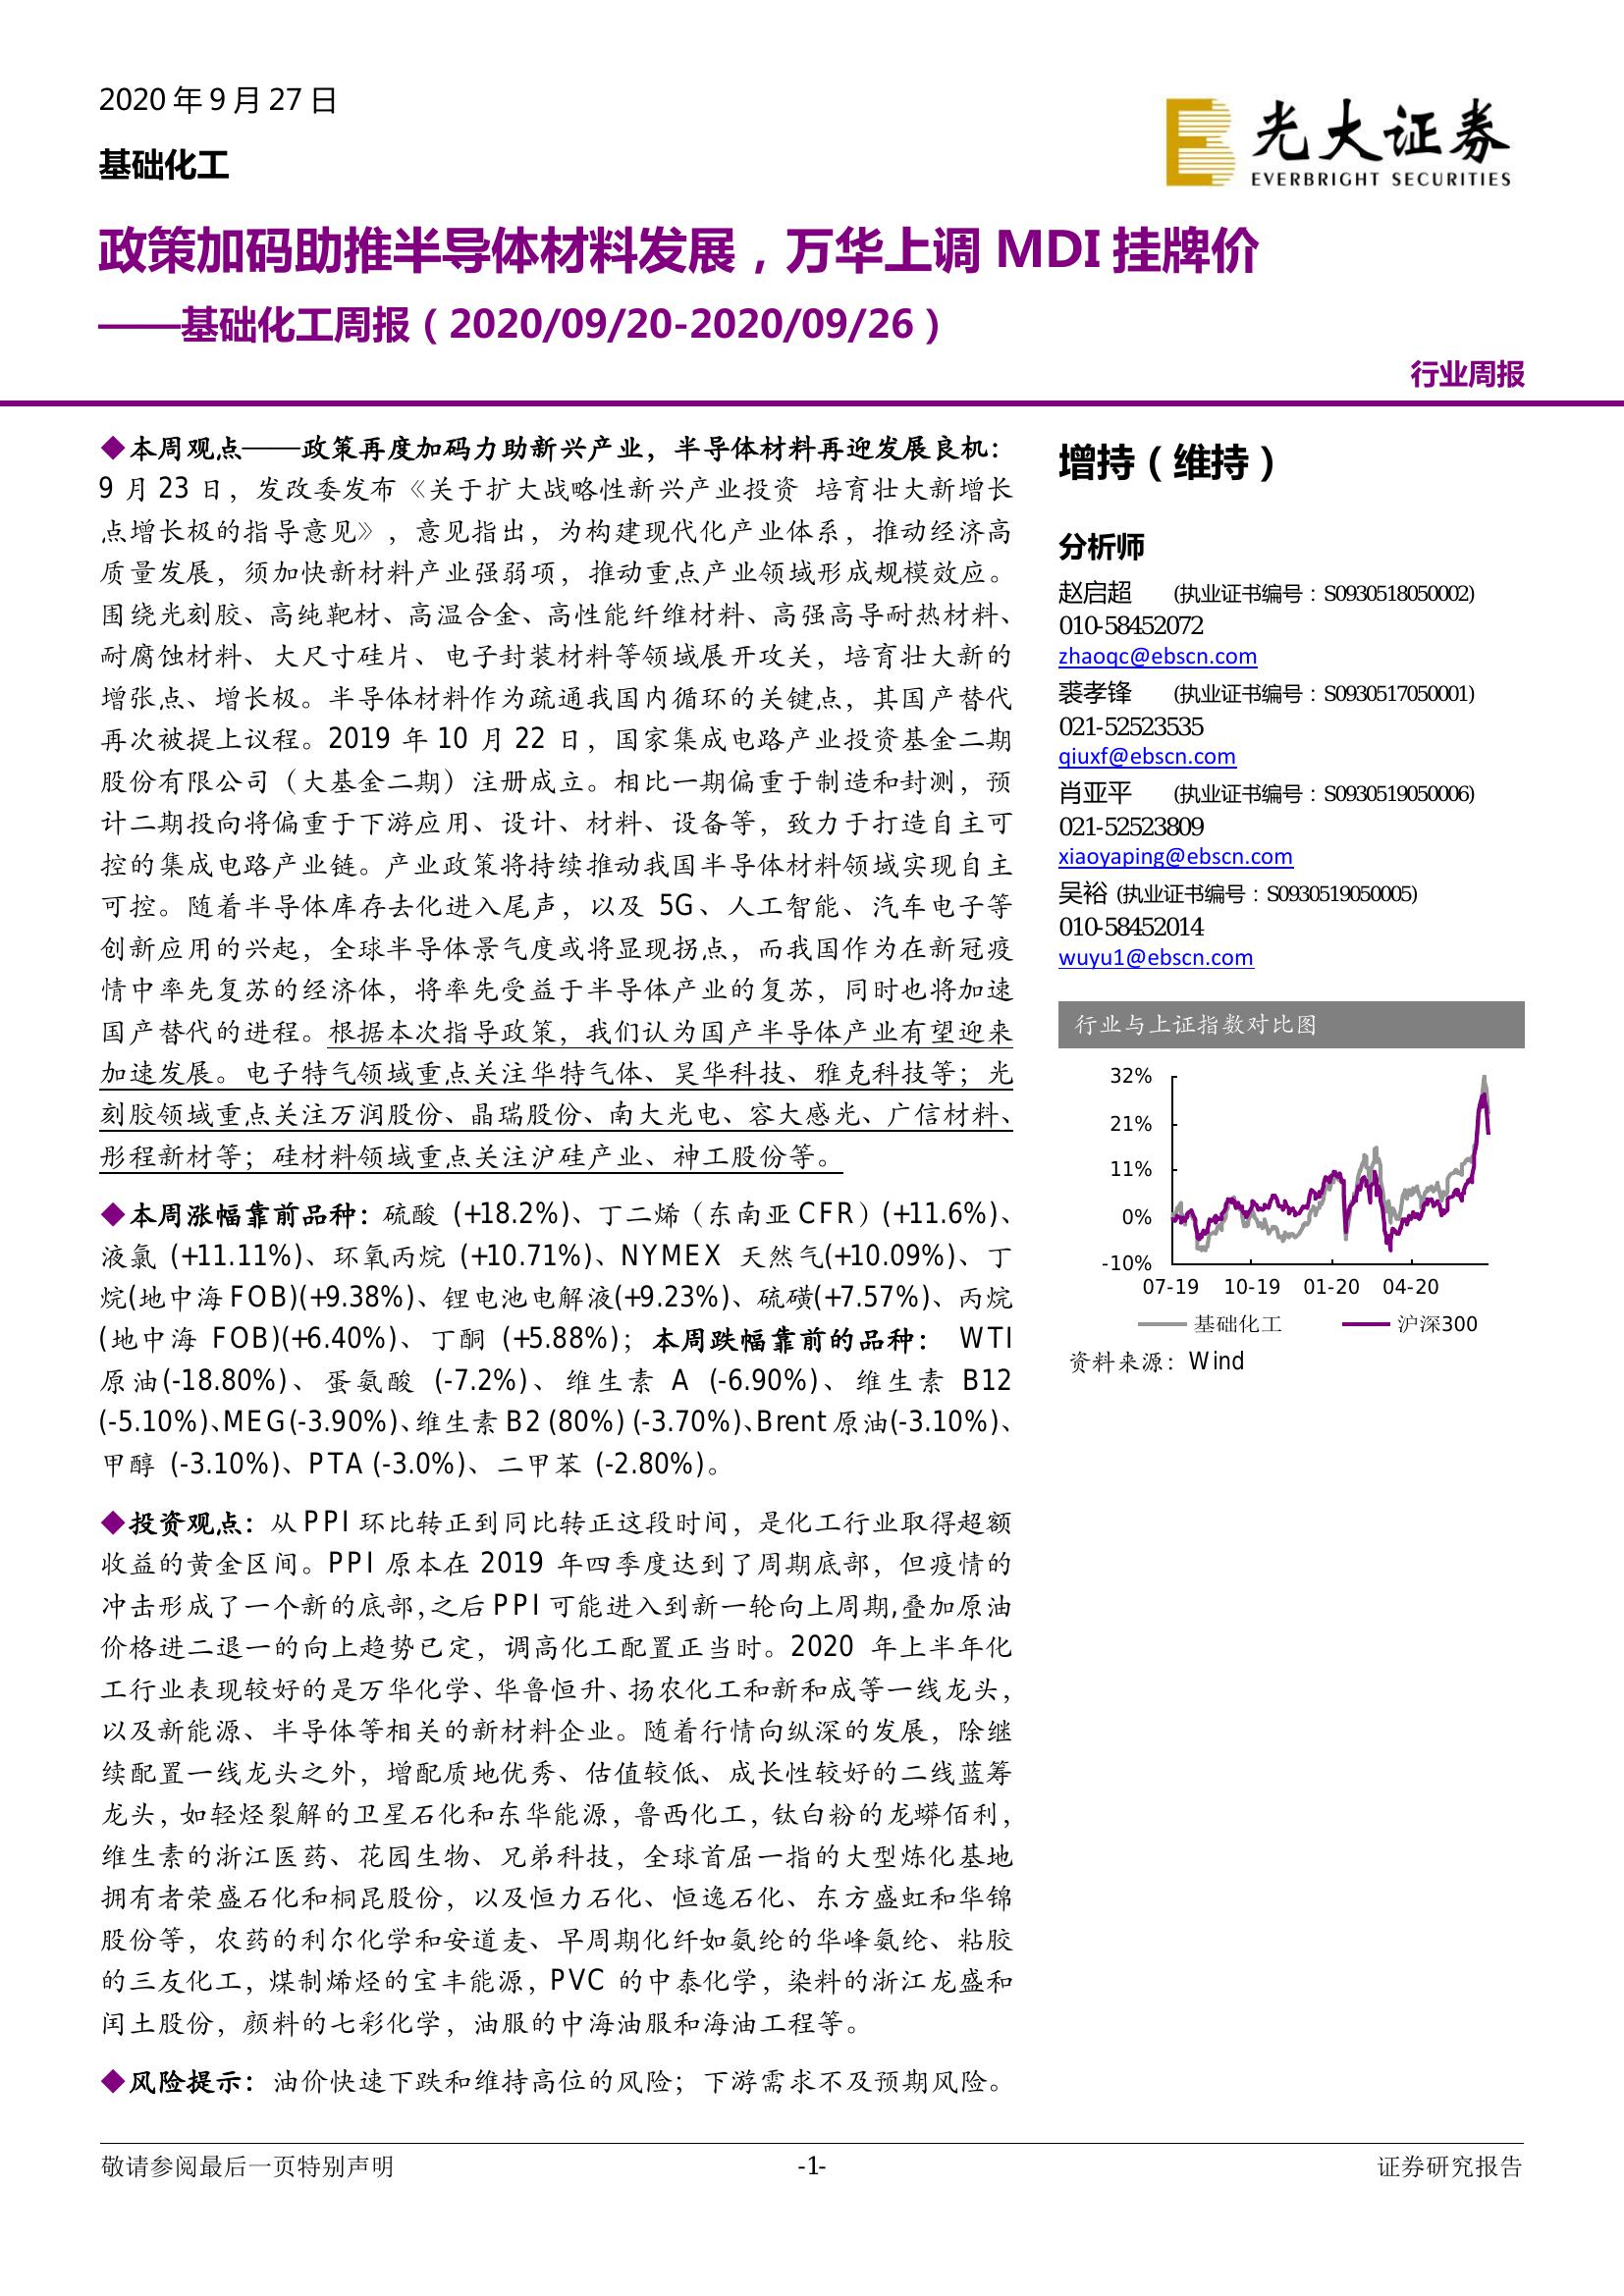 2020 年 9 月 27 日
基础化工
光大证券
EVERBRIGHT SECURITIES
政策加码助推半导体材料发展，万华上调 MDI 挂牌价
——基础化工周报（2020/09/20-2020/09/26）
行业周报
◆本周观点——政策再度加码力助新兴产业，半导体材料再迎发展良机：
9 月 23 日，发改委发布《关于扩大战略性新兴产业投资 培育壮大新增长
点增长极的指导意见》，意见指出，为构建现代化产业体系，推动经济高
质量发展，须加快新材料产业强弱项，推动重点产业领域形成规模效应。
围绕光刻胶、高纯靶材、高温合金、高性能纤维材料、高强高导耐热材料、
耐腐蚀材料、大尺寸硅片、电子封装材料等领域展开攻关，培育壮大新的
增张点、增长极。半导体材料作为疏通我国内循环的关键点，其国产替代
再次被提上议程。2019 年 10 月 22 日，国家集成电路产业投资基金二期
股份有限公司（大基金二期）注册成立。相比一期偏重于制造和封测，预
计二期投向将偏重于下游应用、设计、材料、设备等，致力于打造自主可
控的集成电路产业链。产业政策将持续推动我国半导体材料领域实现自主
可控。随着半导体库存去化进入尾声，以及 5G、人工智能、汽车电子等
创新应用的兴起，全球半导体景气度或将显现拐点，而我国作为在新冠疫
情中率先复苏的经济体，将率先受益于半导体产业的复苏，同时也将加速
国产替代的进程。根据本次指导政策，我们认为国产半导体产业有望迎来
加速发展。电子特气领域重点关注华特气体、昊华科技、雅克科技等；光
刻胶领域重点关注万润股份、晶瑞股份、南大光电、容大感光、广信材料、
彤程新材等；硅材料领域重点关注沪硅产业、神工股份等。
◆本周涨幅靠前品种：硫酸 (+18.2%)、丁二烯（东南亚 CFR）(+11.6%)、
液氯 (+11.11%)、环氧丙烷 (+10.71%)、NYMEX 天然气(+10.09%)、丁
烷(地中海 FOB)(+9.38%)、锂电池电解液(+9.23%)、硫磺(+7.57%)、丙烷
(地中海 FOB)(+6.40%)、丁酮 (+5.88%)；本周跌幅靠前的品种： WTI
原油(-18.80%)、蛋氨酸 (-7.2%)、维生素 A (-6.90%)、维生素 B12
(-5.10%)、MEG(-3.90%)、维生素 B2 (80%) (-3.70%)、Brent 原油(-3.10%)、
甲醇 (-3.10%)、PTA (-3.0%)、二甲苯 (-2.80%)。
◆投资观点：从 PPI 环比转正到同比转正这段时间，是化工行业取得超额
收益的黄金区间。PPI 原本在 2019 年四季度达到了周期底部，但疫情的
冲击形成了一个新的底部,之后 PPI 可能进入到新一轮向上周期,叠加原油
价格进二退一的向上趋势已定，调高化工配置正当时。2020 年上半年化
工行业表现较好的是万华化学、华鲁恒升、扬农化工和新和成等一线龙头，
以及新能源、半导体等相关的新材料企业。随着行情向纵深的发展，除继
续配置一线龙头之外，增配质地优秀、估值较低、成长性较好的二线蓝筹
龙头，如轻烃裂解的卫星石化和东华能源，鲁西化工，钛白粉的龙蟒佰利，
维生素的浙江医药、花园生物、兄弟科技，全球首屈一指的大型炼化基地
拥有者荣盛石化和桐昆股份，以及恒力石化、恒逸石化、东方盛虹和华锦
股份等，农药的利尔化学和安道麦、早周期化纤如氨纶的华峰氨纶、粘胶
的三友化工，煤制烯烃的宝丰能源，PVC 的中泰化学，染料的浙江龙盛和
闰土股份，颜料的七彩化学，油服的中海油服和海油工程等。
◆风险提示：油价快速下跌和维持高位的风险；下游需求不及预期风险。
增持（维持）
分析师
赵启超 (执业证书编号：S0930518050002)
010-58452072
zhaoqc@ebscn.com
裘孝锋 (执业证书编号：S0930517050001)
021-52523535
qiuxf@ebscn.com
肖亚平 (执业证书编号：S0930519050006)
021-52523809
xiaoyaping@ebscn.com
吴裕 (执业证书编号：S0930519050005)
010-58452014
wuyu1@ebscn.com
行业与上证指数对比图
32%
21%
11%
0%
-10%
07-19 10-19 01-20 04-20
基础化工 沪深300
资料来源：Wind
敬请参阅最后一页特别声明 -1- 证券研究报告